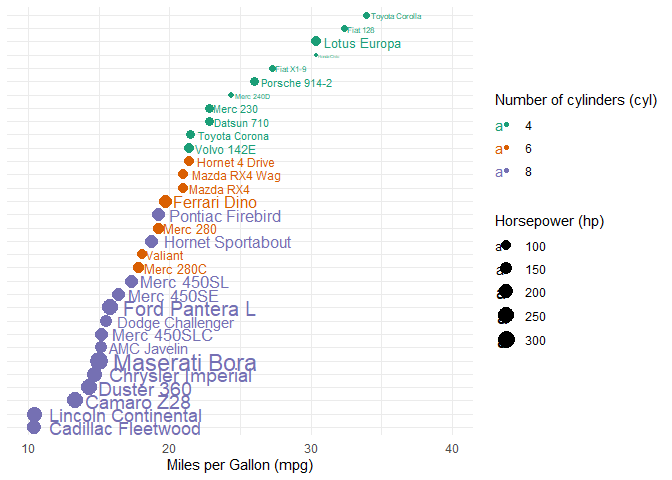 Toyota Corolla
Fiat 128
Lotus Europa
Honda Civic
Fiat X1-9
Porsche 914-2
Merc 240D
Merc 230
Datsun 710
Toyota Corona
Volvo 142E
Hornet 4 Drive
Mazda RX4 Wag
Mazda RX4
Ferrari Dino
Pontiac Firebird
Merc 280
Hornet Sportabout
Valiant
Merc 280C
Merc 450SL
Merc 450SE
Ford Pantera L
Dodge Challenger
Merc 450SLC
AMC Javelin
Maserati Bora
Chrysler Imperial
Duster 360
Camaro Z28
Lincoln Continental
Cadillac Fleetwood
10 20 30 40
Miles per Gallon (mpg)
Number of cylinders (cyl)
a 4
a 6
a 8
Horsepower (hp)
a 100
a 150
a 200
a 250
a 300